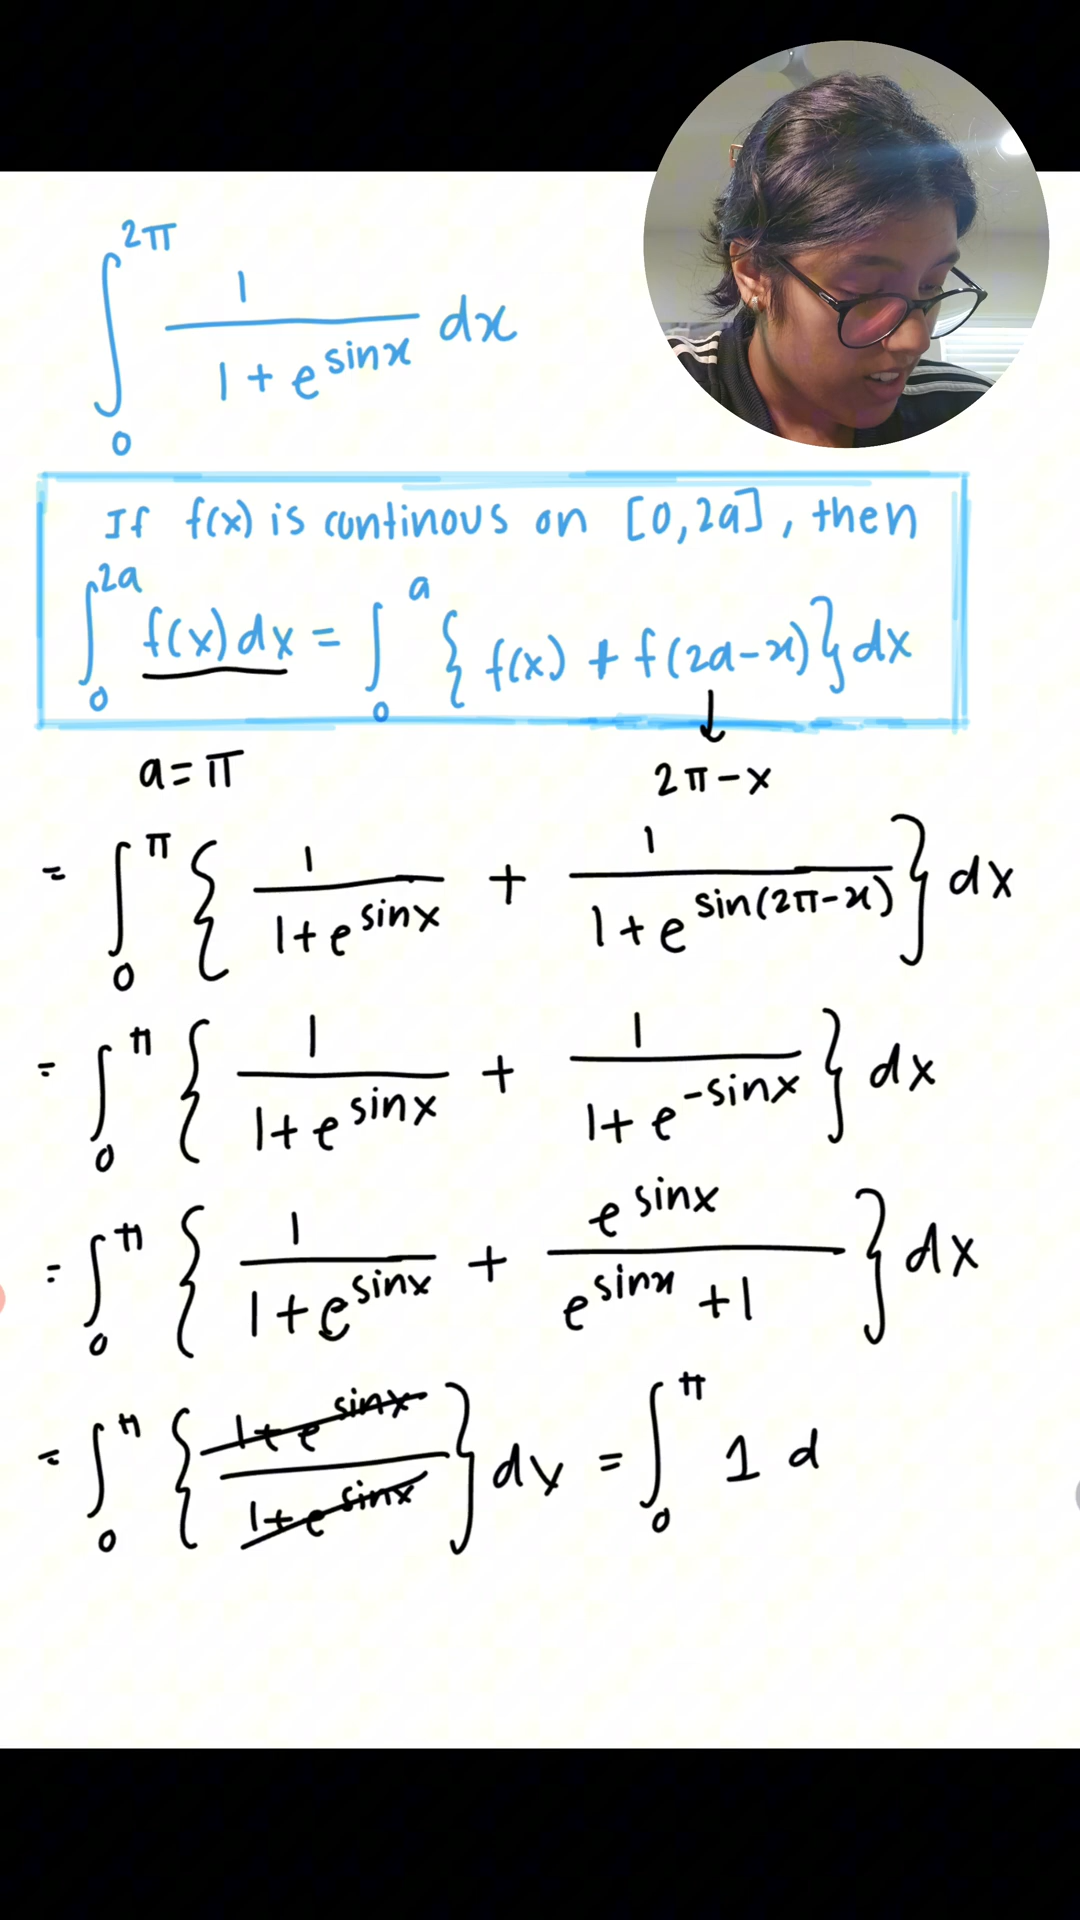 ∫₀^{2π} 1/(1 + e^{sinx}) dx
If f(x) is continous on [0,2a], then
∫₀^{2a} f(x)dx = ∫₀^{a} { f(x) + f(2a-x)}dx
a = π ↓ 2π-x
= ∫₀^{π} { 1/(1+e^{sinx}) + 1/(1+e^{sin(2π-x)}) } dx
= ∫₀^{π} { 1/(1+e^{sinx}) + 1/(1+e^{-sinx}) } dx
= ∫₀^{π} { 1/(1+e^{sinx}) + e^{sinx}/(e^{sinx} +1) } dx
= ∫₀^{π} { (1+e^{sinx})/(1+e^{sinx}) } dx = ∫₀^{π} 1 d